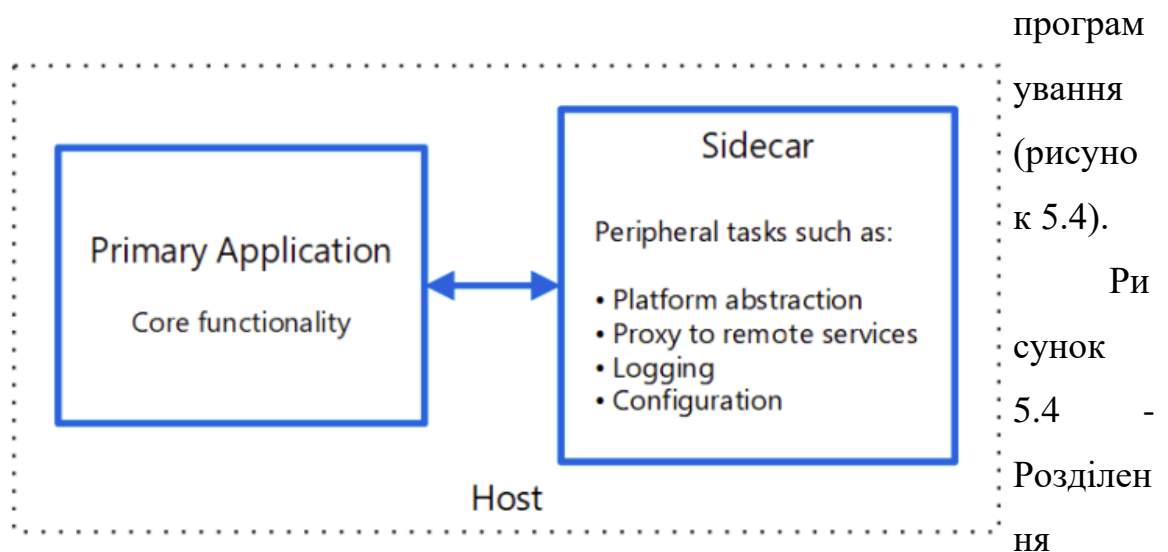 Primary Application
Core functionality
Sidecar
Peripheral tasks such as:
• Platform abstraction
• Proxy to remote services
• Logging
• Configuration
Host
програм
ування
(рисуно
к 5.4).
Ри
сунок
5.4 -
Розділен
ня